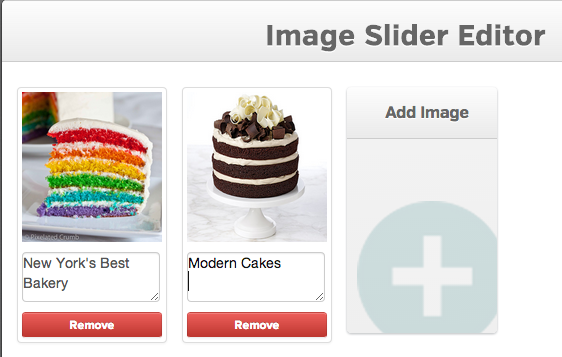 Image Slider Editor
Add Image
© Pixelated Crumb
New York's Best
Bakery
Modern Cakes
Remove
Remove